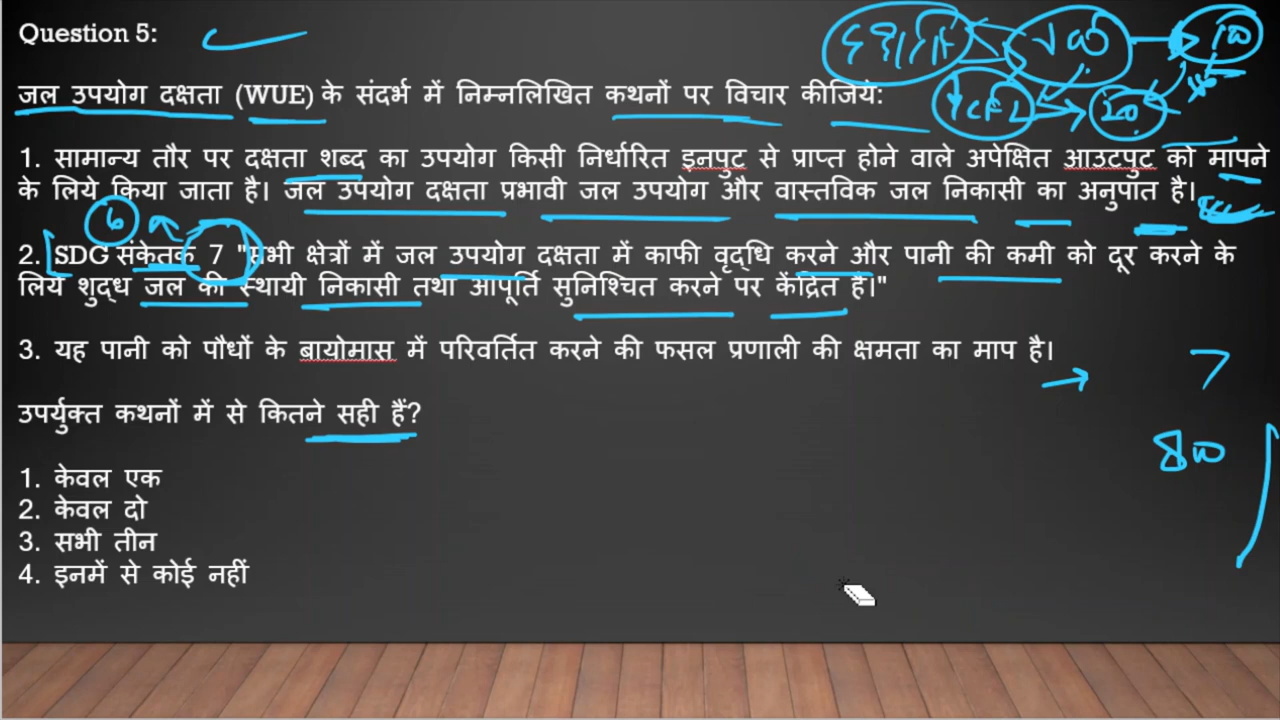 Question 5:
जल उपयोग दक्षता (WUE) के संदर्भ में निम्नलिखित कथनों पर विचार कीजिये:
1. सामान्य तौर पर दक्षता शब्द का उपयोग किसी निर्धारित इनपुट से प्राप्त होने वाले अपेक्षित आउटपुट को मापने
के लिये किया जाता है। जल उपयोग दक्षता प्रभावी जल उपयोग और वास्तविक जल निकासी का अनुपात है।
6
2. SDG संकेतक 7 "सभी क्षेत्रों में जल उपयोग दक्षता में काफी वृद्धि करने और पानी की कमी को दूर करने के
लिये शुद्ध जल की स्थायी निकासी तथा आपूर्ति सुनिश्चित करने पर केंद्रित है।"
3. यह पानी को पौधों के बायोमास में परिवर्तित करने की फसल प्रणाली की क्षमता का माप है।
7
उपर्युक्त कथनों में से कितने सही हैं?
80
1. केवल एक
2. केवल दो
3. सभी तीन
4. इनमें से कोई नहीं